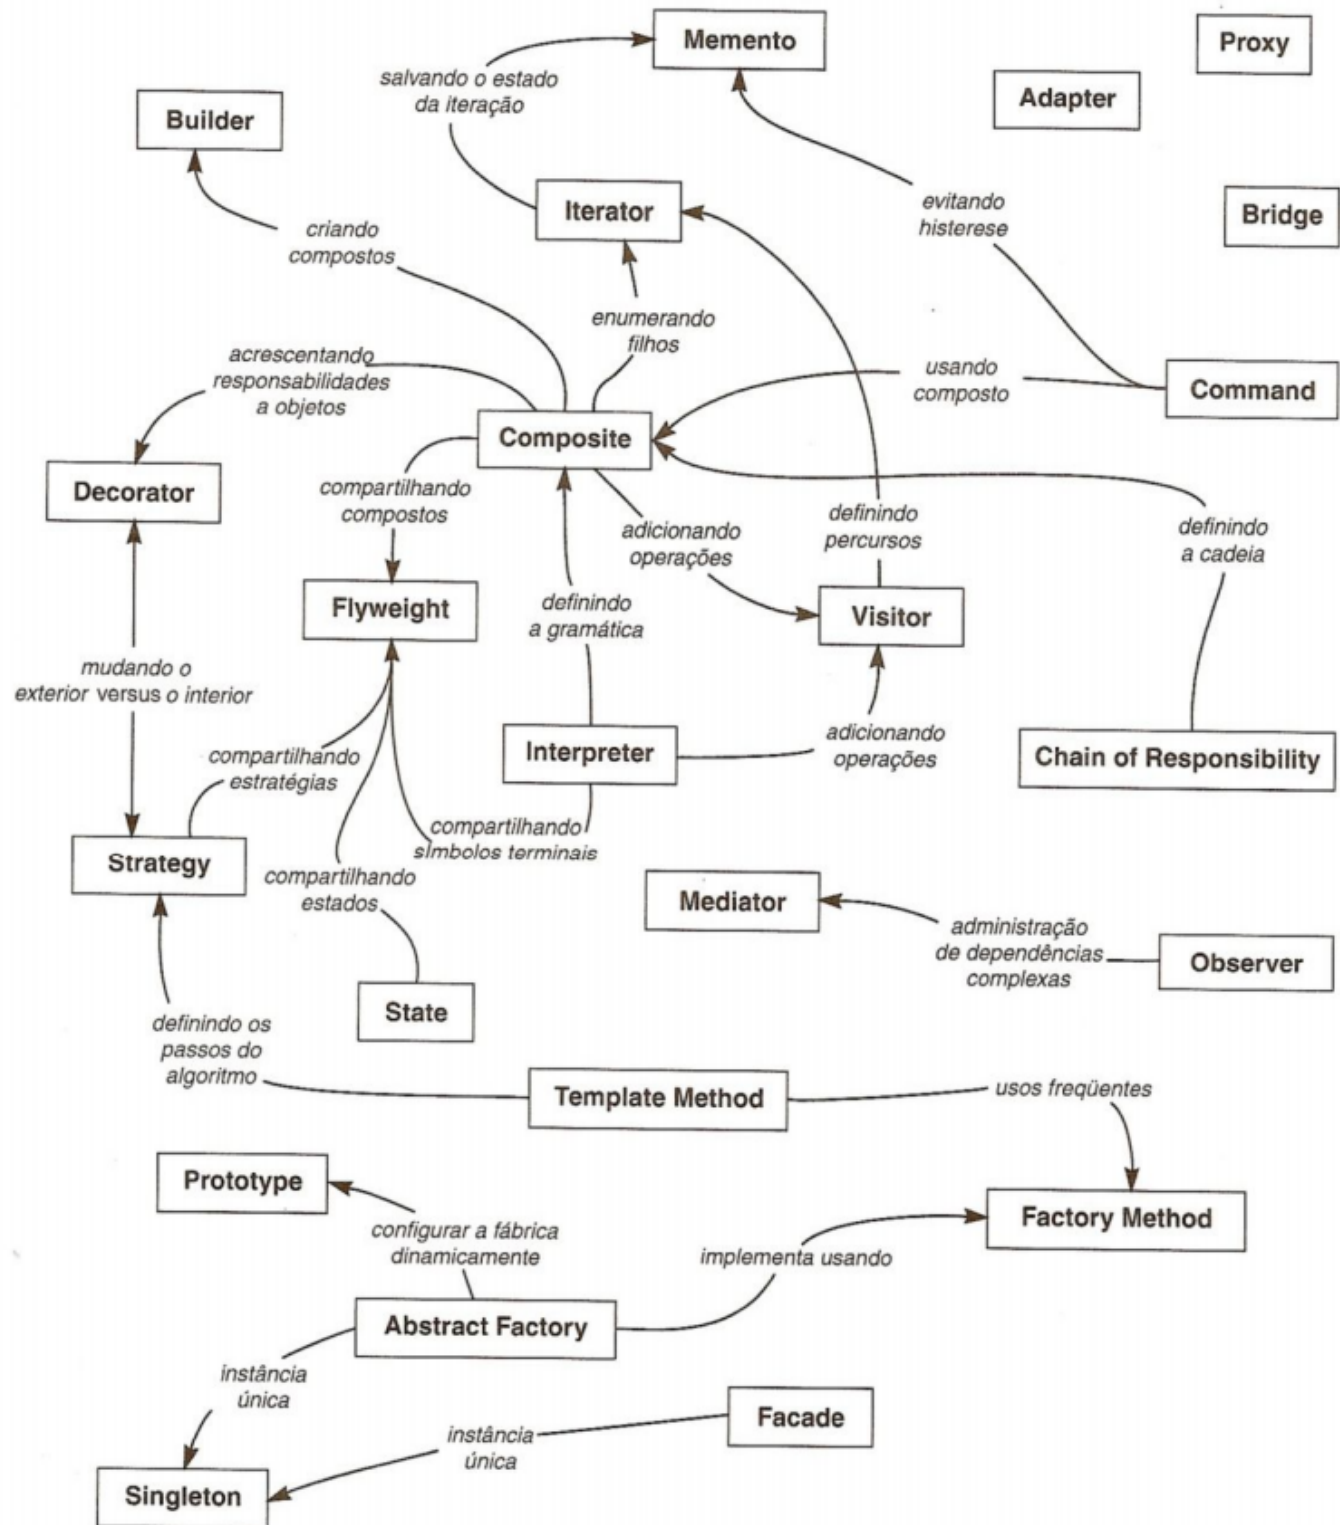 Memento
Proxy
Adapter
salvando o estado
da iteração
Builder
Iterator
evitando
histerese
Bridge
criando
compostos
enumerando
filhos
acrescentando
responsabilidades
a objetos
usando
composto
Command
Composite
Decorator
compartilhando
compostos
adicionando
operações
definindo
percursos
definindo
a cadeia
Flyweight
definindo
a gramática
Visitor
mudando o
exterior versus o interior
compartilhando
estratégias
Interpreter
adicionando
operações
Chain of Responsibility
compartilhando
símbolos terminais
Strategy
compartilhando
estados
Mediator
administração
de dependências
complexas
Observer
State
definindo os
passos do
algoritmo
Template Method
usos freqüentes
Prototype
configurar a fábrica
dinamicamente
implementa usando
Factory Method
Abstract Factory
instância
única
Facade
instância
única
Singleton